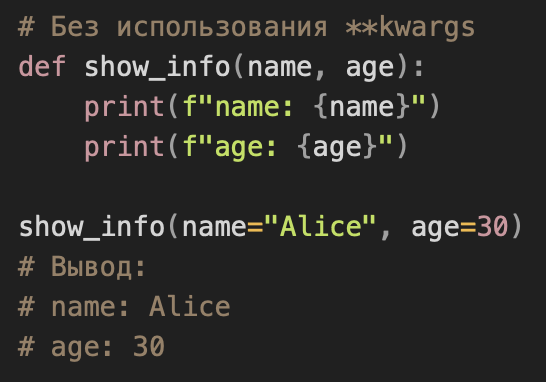 # Без использования **kwargs
def show_info(name, age):
    print(f"name: {name}")
    print(f"age: {age}")

show_info(name="Alice", age=30)
# Вывод:
# name: Alice
# age: 30